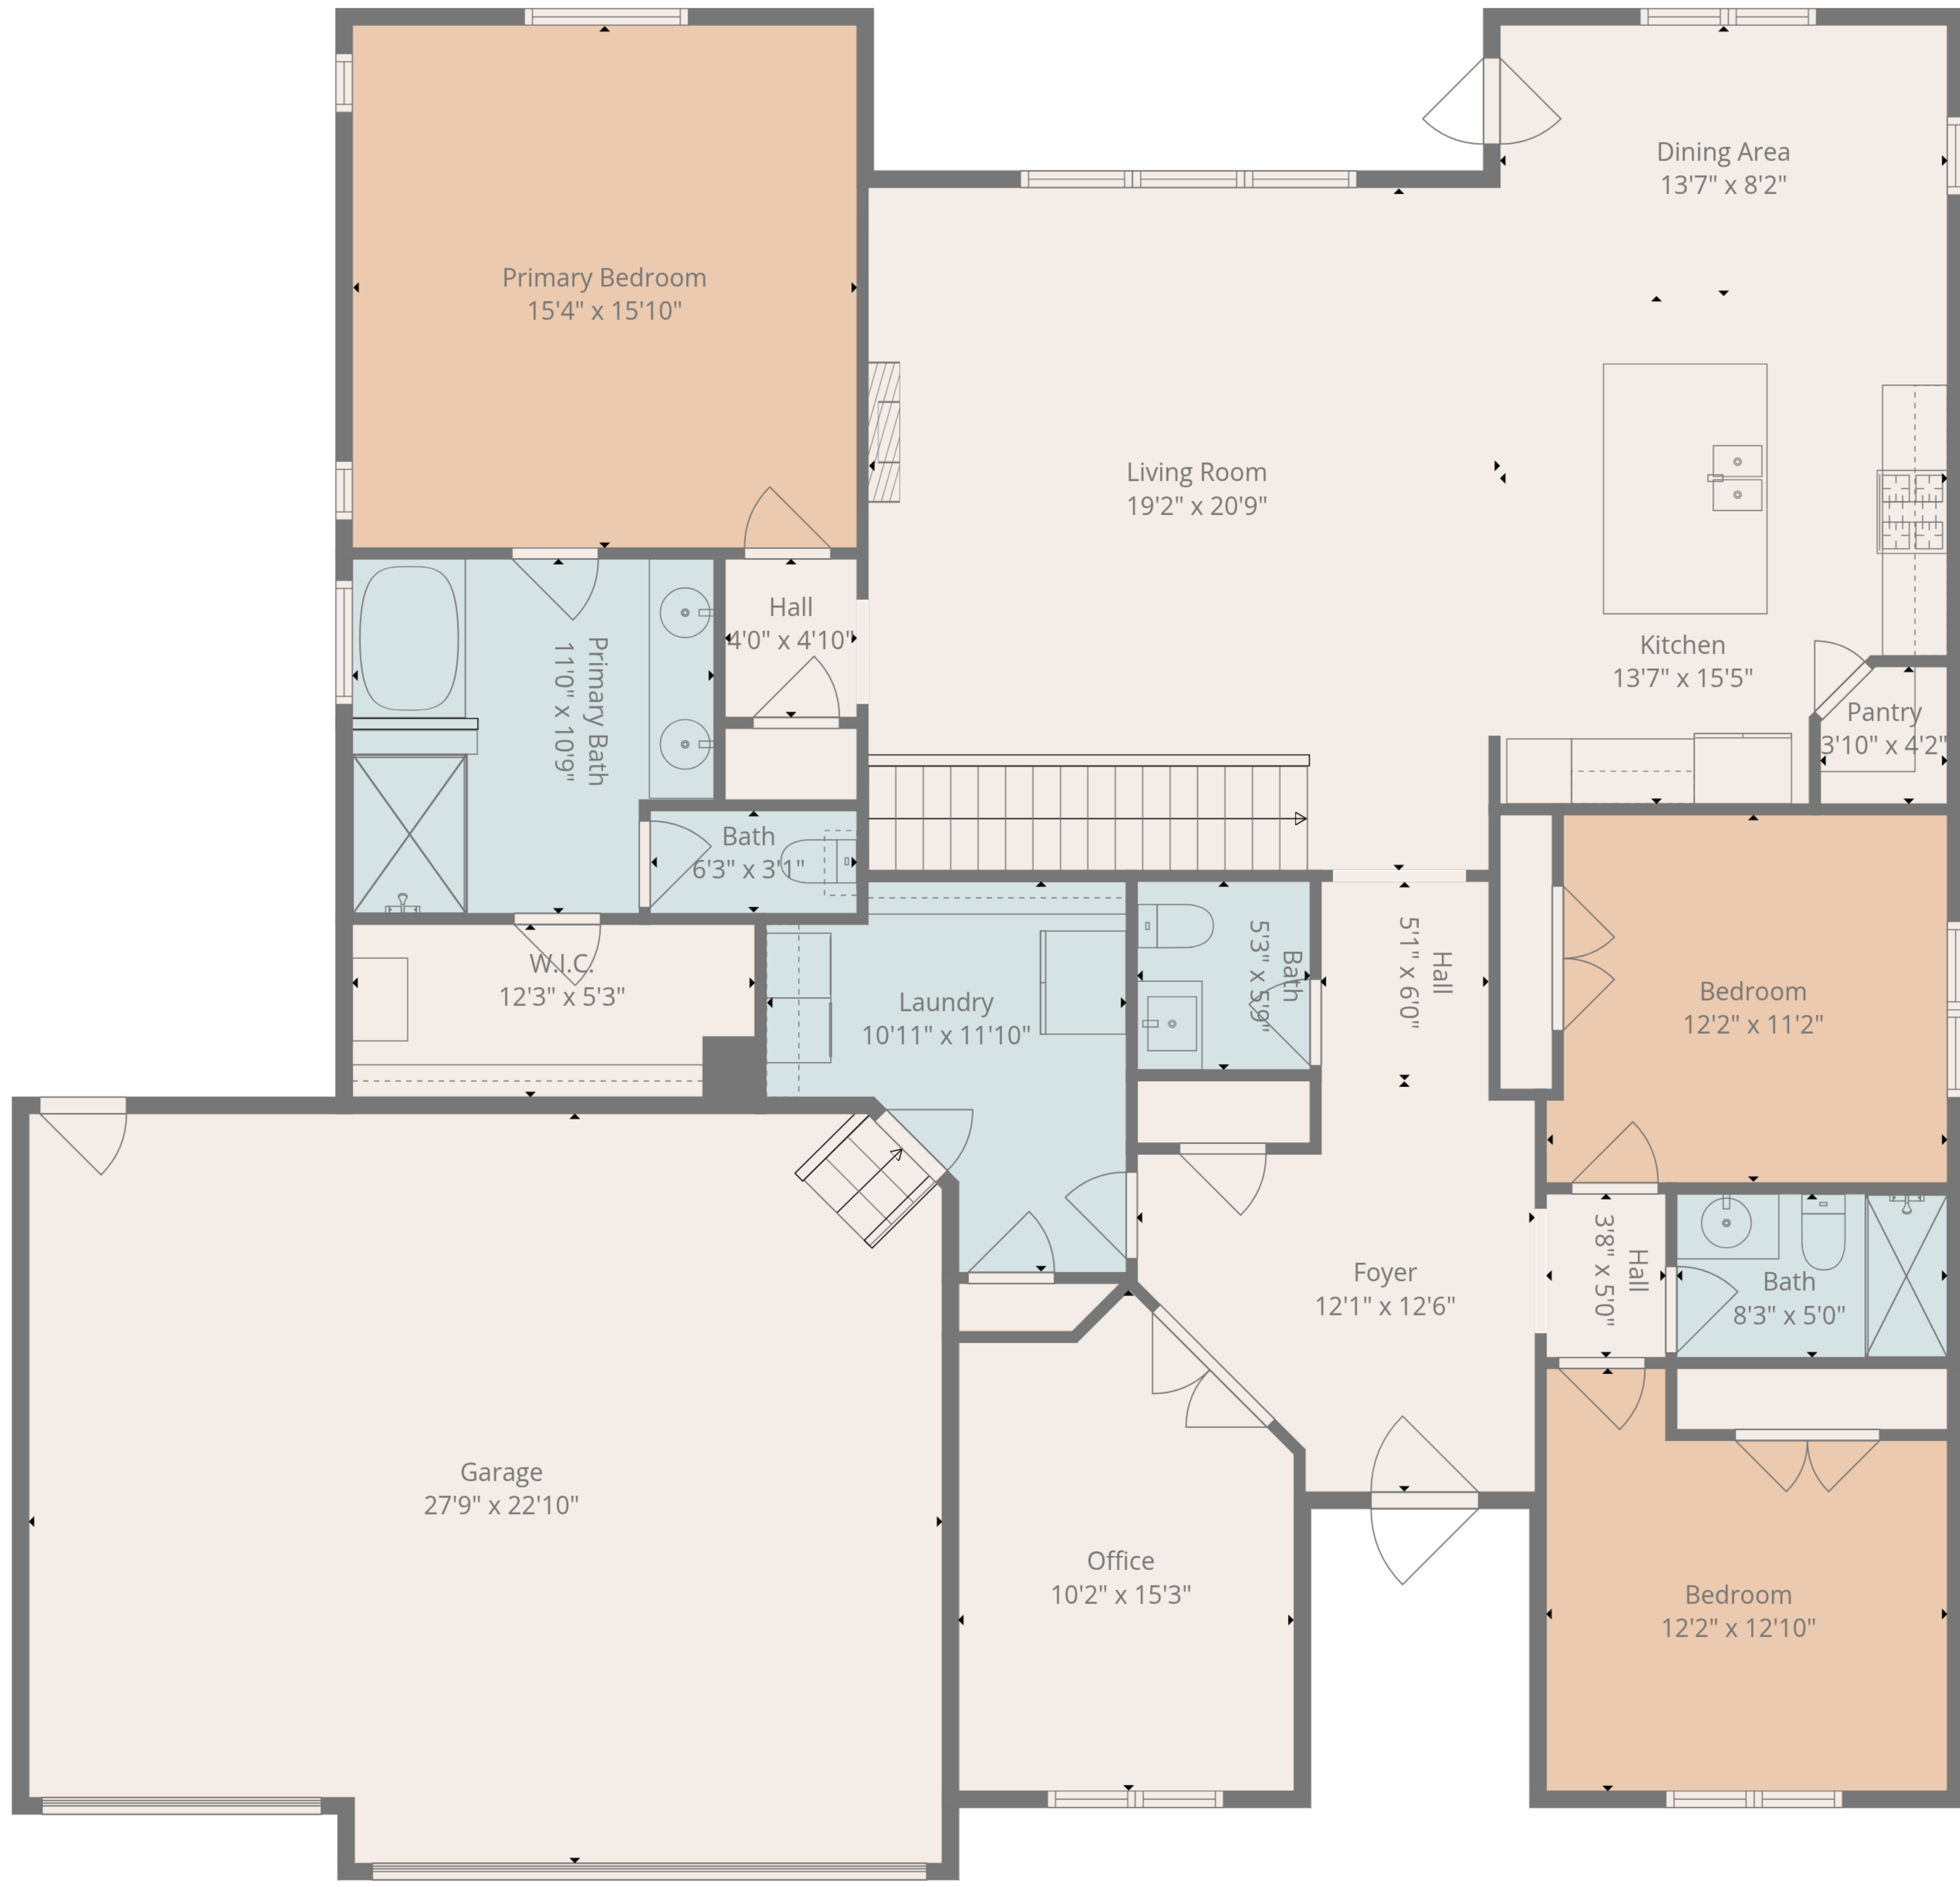 Dining Area
13'7" x 8'2"
Primary Bedroom
15'4" x 15'10"
Living Room
19'2" x 20'9"
Hall
4'0" x 4'10"
Primary Bath
11'0" x 10'9"
Kitchen
13'7" x 15'5"
Pantry
3'10" x 4'2"
Bath
6'3" x 3'1"
W.I.C.
12'3" x 5'3"
Laundry
10'11" x 11'10"
Bath
5'3" x 5'9"
Hall
5'1" x 6'0"
Bedroom
12'2" x 11'2"
Foyer
12'1" x 12'6"
Hall
3'8" x 5'0"
Bath
8'3" x 5'0"
Garage
27'9" x 22'10"
Office
10'2" x 15'3"
Bedroom
12'2" x 12'10"